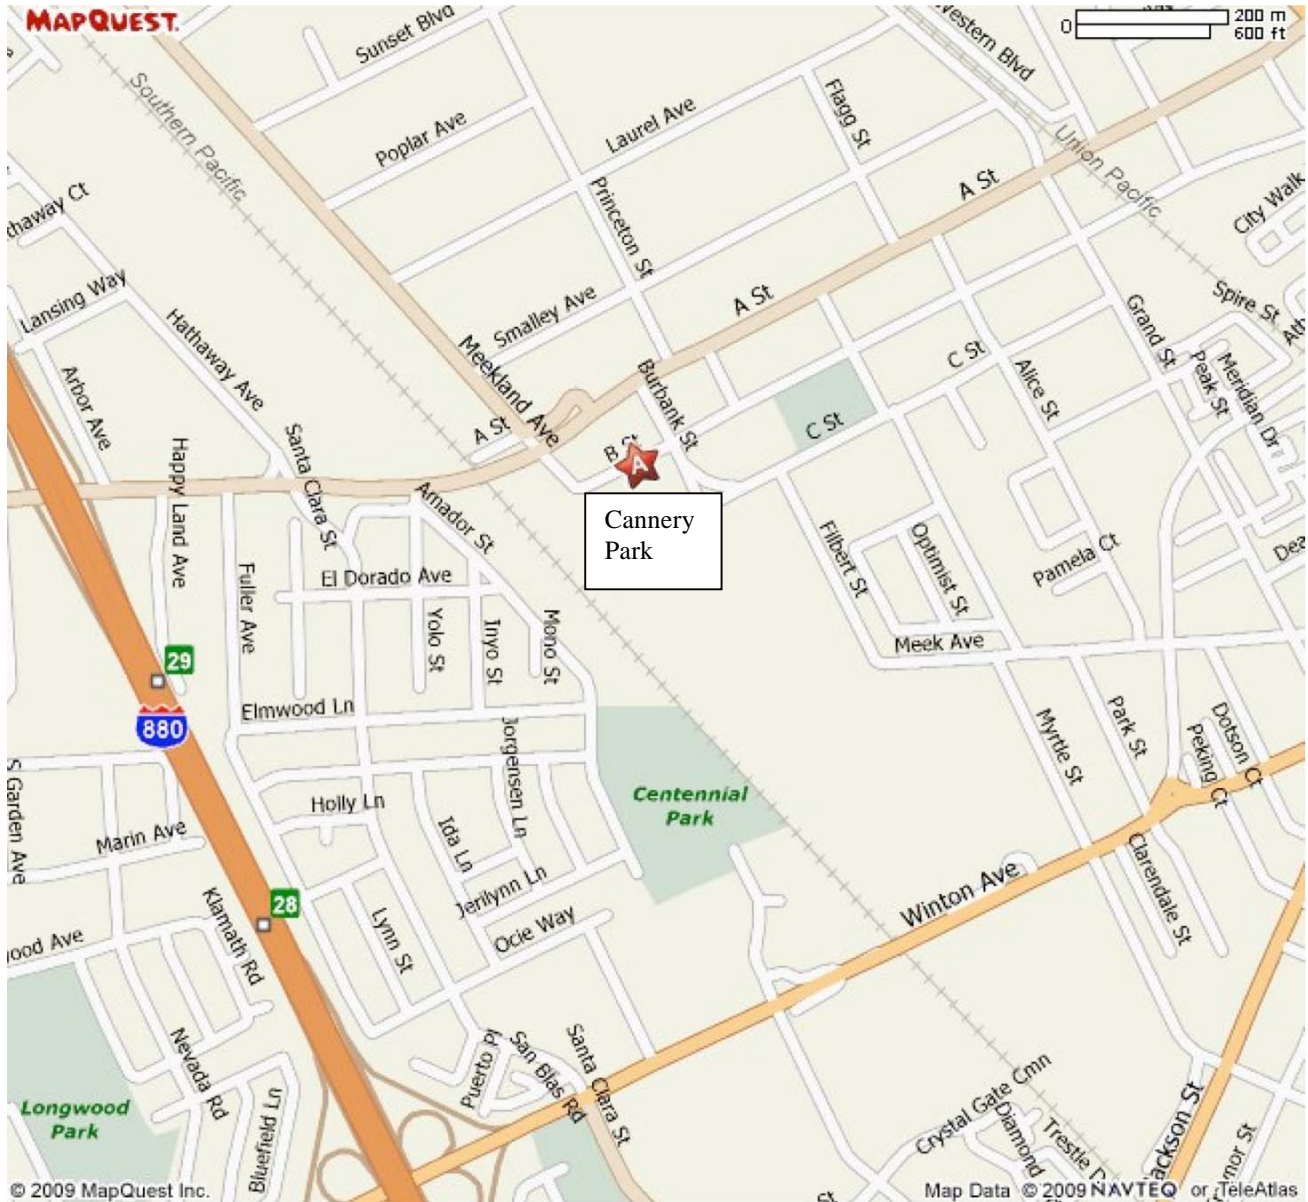 MAPQUEST.
0
200 m
600 ft
Sunset Blvd
Western Blvd
Southern Pacific
Poplar Ave
Laurel Ave
Flagg St
Union Pacific
A St
City Walk
Princeton St
Lansing Way
Hathaway Ave
Smalley Ave
A St
Spire St
Grand St
Meekland Ave
Burbank St
C St
Alice St
Peak St
Meridian Dr
Arbor Ave
A St
B St
C St
A
Happy Land Ave
Santa Clara St
Amador St
Cannery
Park
Filbert St
Optimist St
Pamela Ct
Fuller Ave
El Dorado Ave
Yolo St
Inyo St
Mono St
Meek Ave
29
880
Elmwood Ln
Jorgensen Ln
Myrtle St
Park St
Peking Ct
Dotson Ct
S Garden Ave
Centennial
Park
Holly Ln
Marin Ave
Ida Ln
Jerilynn Ln
Winton Ave
Clarendale St
28
Klamath Rd
Lynn St
Ocie Way
Nevada Rd
Bluefield Ln
Puerto Pl
San Blas Rd
Santa Clara St
Longwood
Park
Crystal Gate Cmn
Diamond
Trestle
© 2009 MapQuest Inc.
Map Data © 2009 NAVTEQ or TeleAtlas